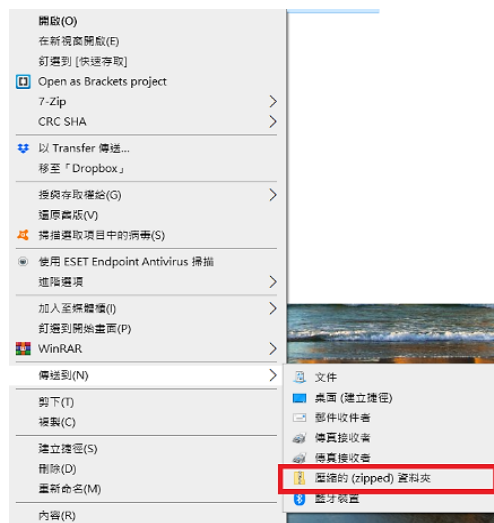 開啟(O)
在新視窗開啟(E)
釘選到 [快速存取]
Open as Brackets project
7-Zip
CRC SHA
以 Transfer 傳送...
移至「Dropbox」
授與存取權給(G)
還原舊版(V)
掃描選取項目中的病毒(S)
使用 ESET Endpoint Antivirus 掃描
進階選項
加入至媒體櫃(I)
釘選到開始畫面(P)
WinRAR
傳送到(N)
文件
桌面 (建立捷徑)
郵件收件者
傳真接收者
傳真接收者
壓縮的 (zipped) 資料夾
藍牙裝置
剪下(T)
複製(C)
建立捷徑(S)
刪除(D)
重新命名(M)
內容(R)